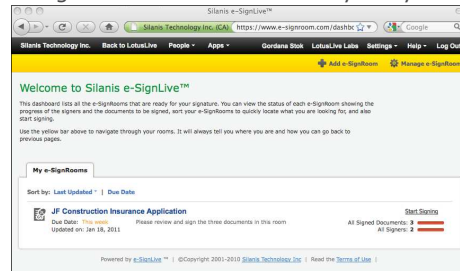 Silanis e-SignLive™
Silanis Technology Inc. (CA) https://www.e-signroom.com/dashbc Google
Silanis Technology Inc. Back to LotusLive People Apps Gordana Stok LotusLive Labs Settings Help Log Out
Add e-SignRoom Manage e-SignRoom
Welcome to Silanis e-SignLive™
This dashboard lists all the e-SignRooms that are ready for your signature. You can view the status of each e-SignRoom showing the
progress of the signers and the documents to be signed, sort your e-SignRooms to quickly locate what you are looking for, and also
start signing.
Use the yellow bar above to navigate through your rooms. It will always tell you where you are and how you can go back to
previous pages.
My e-SignRooms
Sort by: Last Updated | Due Date
JF Construction Insurance Application Start Signing
Due Date: This week Please review and sign the three documents in this room All Signed Documents: 3
Updated on: Jan 18, 2011 All Signers: 2
Powered by e-SignLive ™ | ©Copyright 2001-2010 Silanis Technology Inc | Read the Terms of Use |